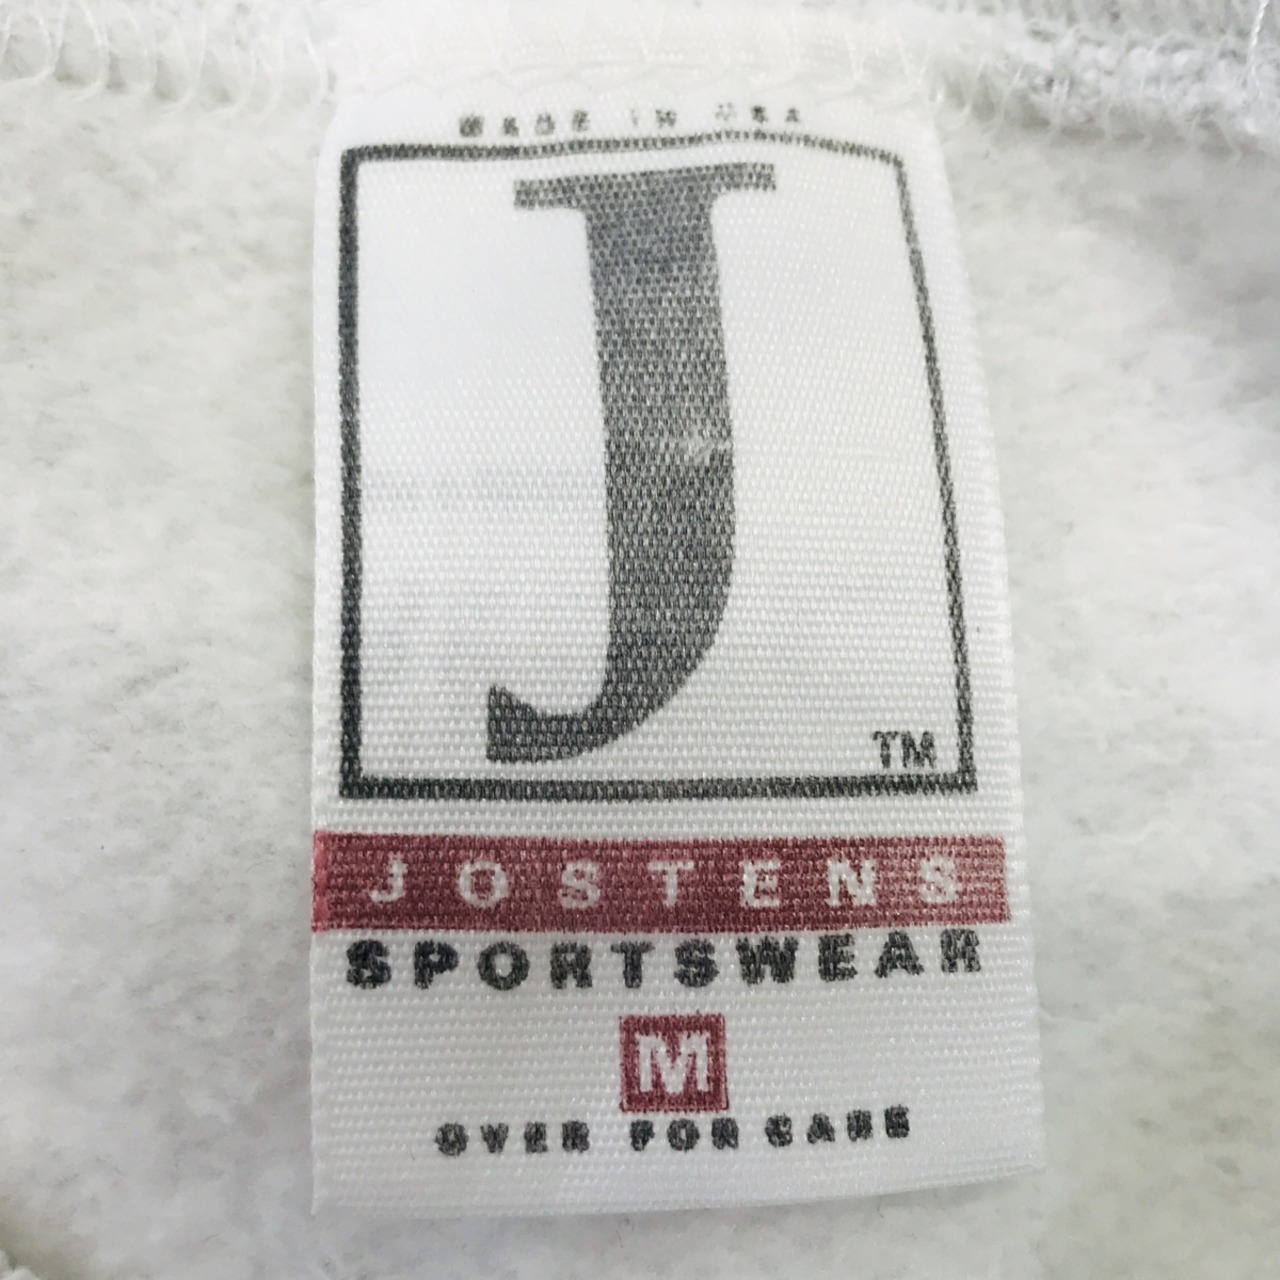 MADE IN USA
J
TM
JOSTENS
SPORTSWEAR
M
OVER FOR CARE